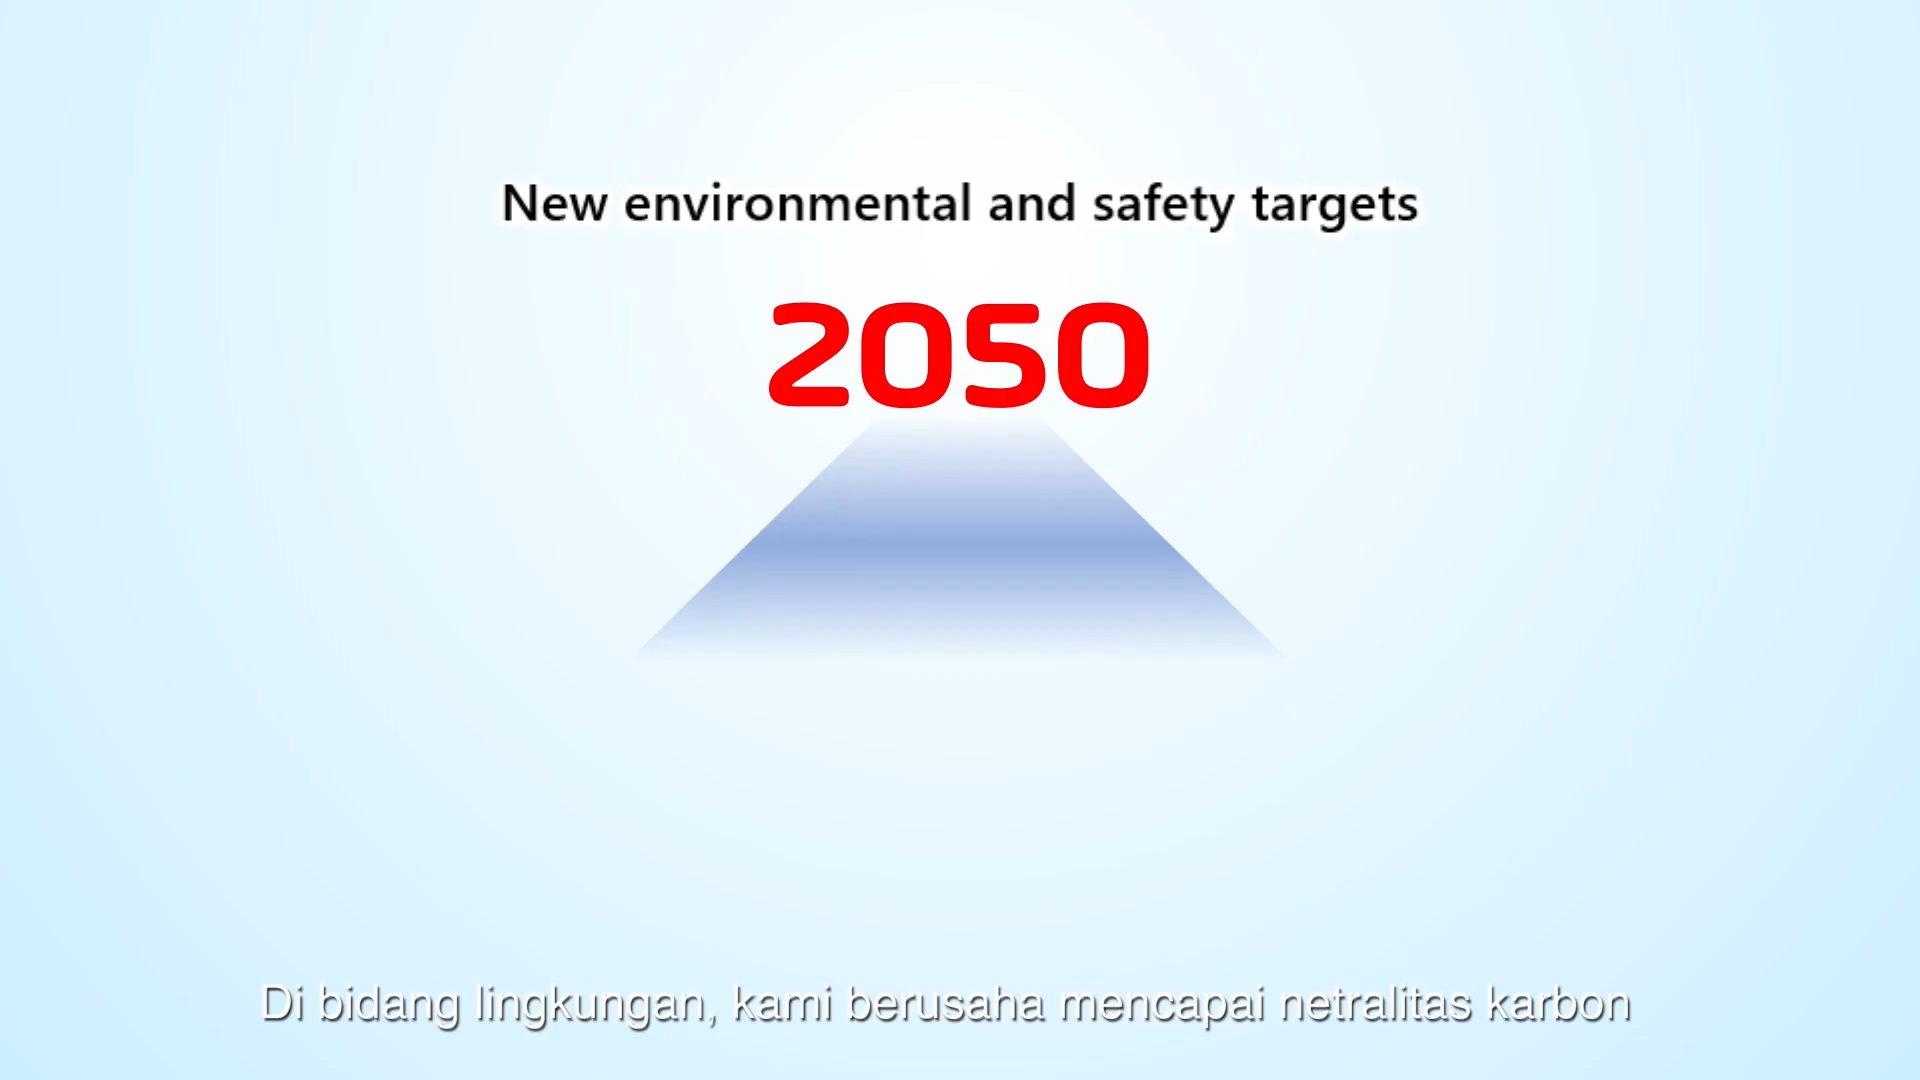 New environmental and safety targets
2050
Di bidang lingkungan, kami berusaha mencapai netralitas karbon